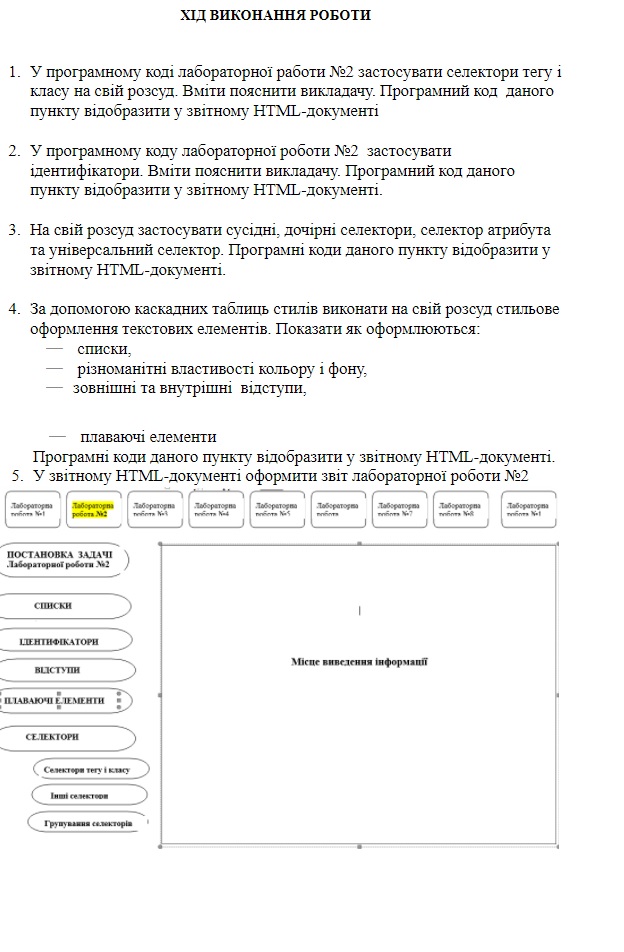 ХІД ВИКОНАННЯ РОБОТИ
1. У програмному коді лабораторної работи №2 застосувати селектори тегу і
класу на свій розсуд. Вміти пояснити викладачу. Програмний код даного
пункту відобразити у звітному HTML-документі
2. У програмному коду лабораторної роботи №2 застосувати
ідентифікатори. Вміти пояснити викладачу. Програмний код даного
пункту відобразити у звітному HTML-документі.
3. На свій розсуд застосувати сусідні, дочірні селектори, селектор атрибута
та універсальний селектор. Програмні коди даного пункту відобразити у
звітному HTML-документі.
4. За допомогою каскадних таблиць стилів виконати на свій розсуд стильове
оформлення текстових елементів. Показати як оформлюються:
— списки,
— різноманітні властивості кольору і фону,
— зовнішні та внутрішні відступи,
— плаваючі елементи
Програмні коди даного пункту відобразити у звітному HTML-документі.
5. У звітному HTML-документі оформити звіт лабораторної роботи №2
Лабораторна Лабораторна Лабораторна Лабораторна Лабораторна Лабораторна Лабораторна Лабораторна Лабораторна
робота №1 робота №2 робота №3 робота №4 робота №5 робота робота №7 робота №8 робота №1
ПОСТАНОВКА ЗАДАЧІ
Лабораторної роботи №2
СПИСКИ
ІДЕНТИФІКАТОРИ
Місце виведення інформації
ВІДСТУПИ
ПЛАВАЮЧІ ЕЛЕМЕНТИ
СЕЛЕКТОРИ
Селектори тегу і класу
Інші селектори
Групування селекторів